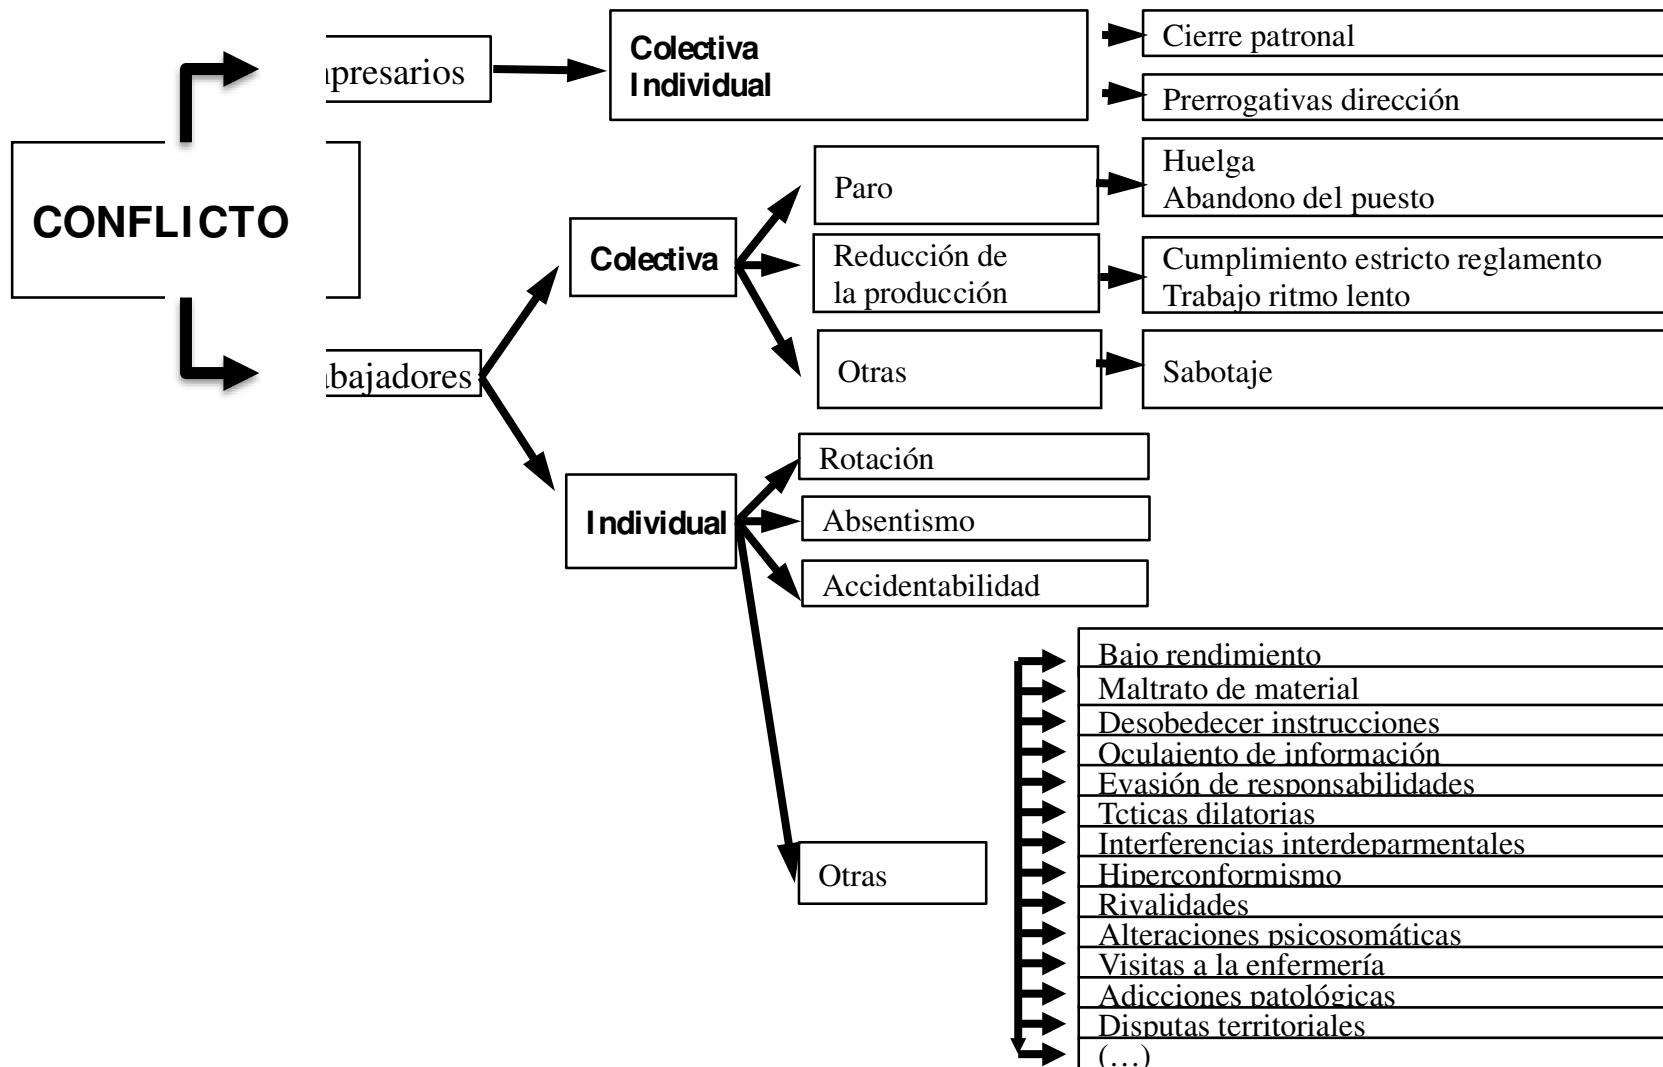 CONFLICTO
presarios
Colectiva
Individual
Cierre patronal
Prerrogativas dirección
bajadores
Colectiva
Paro
Huelga
Abandono del puesto
Reducción de
la producción
Cumplimiento estricto reglamento
Trabajo ritmo lento
Otras
Sabotaje
Individual
Rotación
Absentismo
Accidentabilidad
Otras
Bajo rendimiento
Maltrato de material
Desobedecer instrucciones
Oculaiento de información
Evasión de responsabilidades
Tcticas dilatorias
Interferencias interdeparmentales
Hiperconformismo
Rivalidades
Alteraciones psicosomáticas
Visitas a la enfermería
Adicciones patológicas
Disputas territoriales
(…)